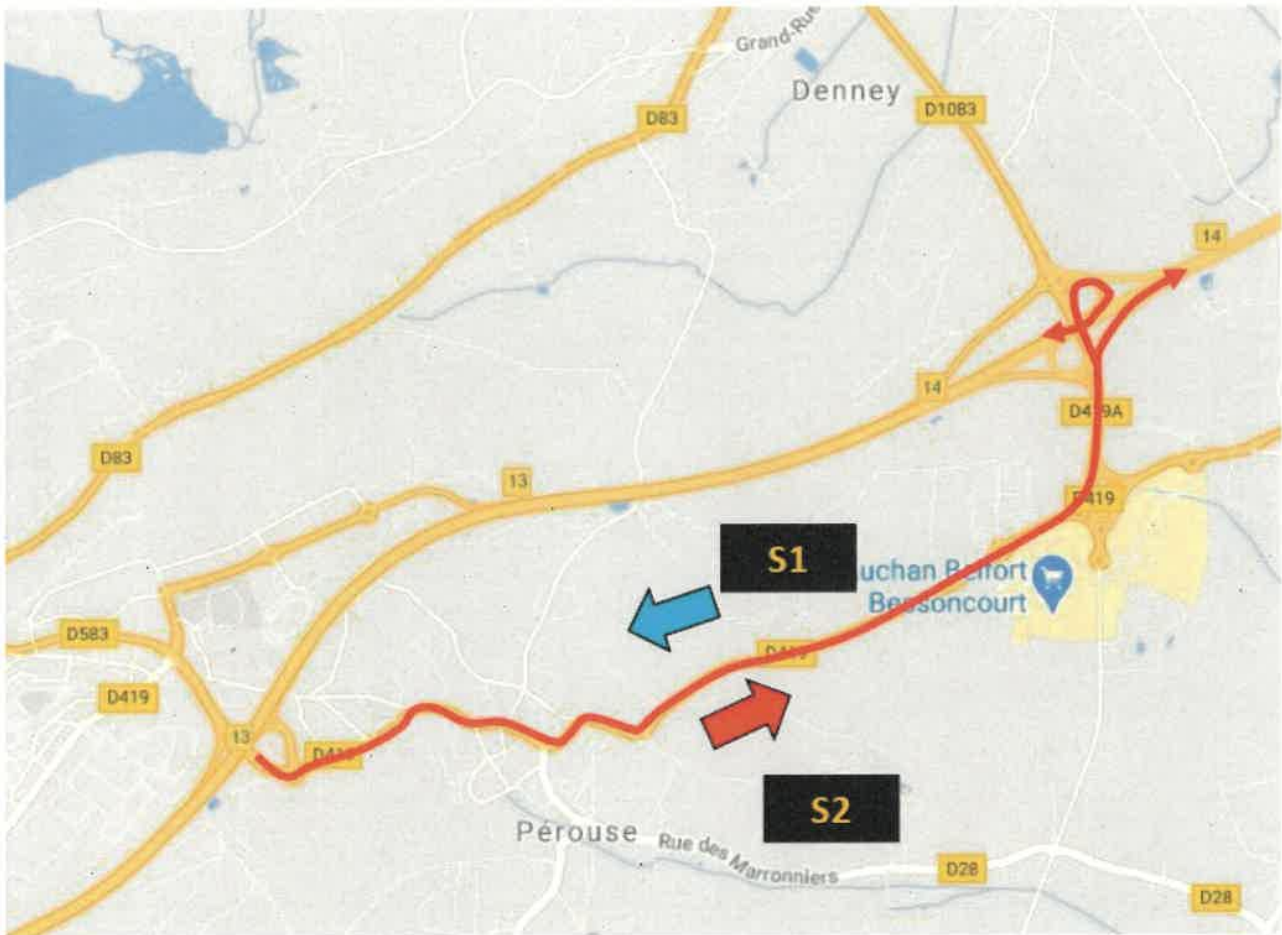 Grand-Rue
Denney
D83
D1083
14
14
D83
13
D419
S1
uchan Belfort
Bessoncourt
D583
D419
13
S2
Pérouse
Rue des Marronniers
D28
D28